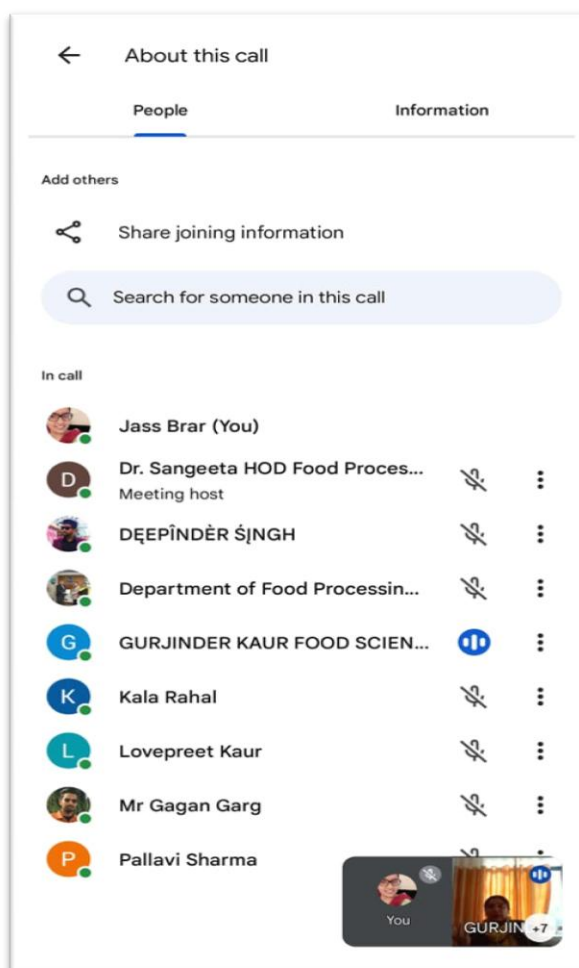 About this call
People Information
Add others
Share joining information
Search for someone in this call
In call
Jass Brar (You)
D Dr. Sangeeta HOD Food Proces...
Meeting host
DĘEPÎNDÈR ŚĮNGH
Department of Food Processin...
G GURJINDER KAUR FOOD SCIEN...
K Kala Rahal
L Lovepreet Kaur
Mr Gagan Garg
P Pallavi Sharma
You GURJIN +7